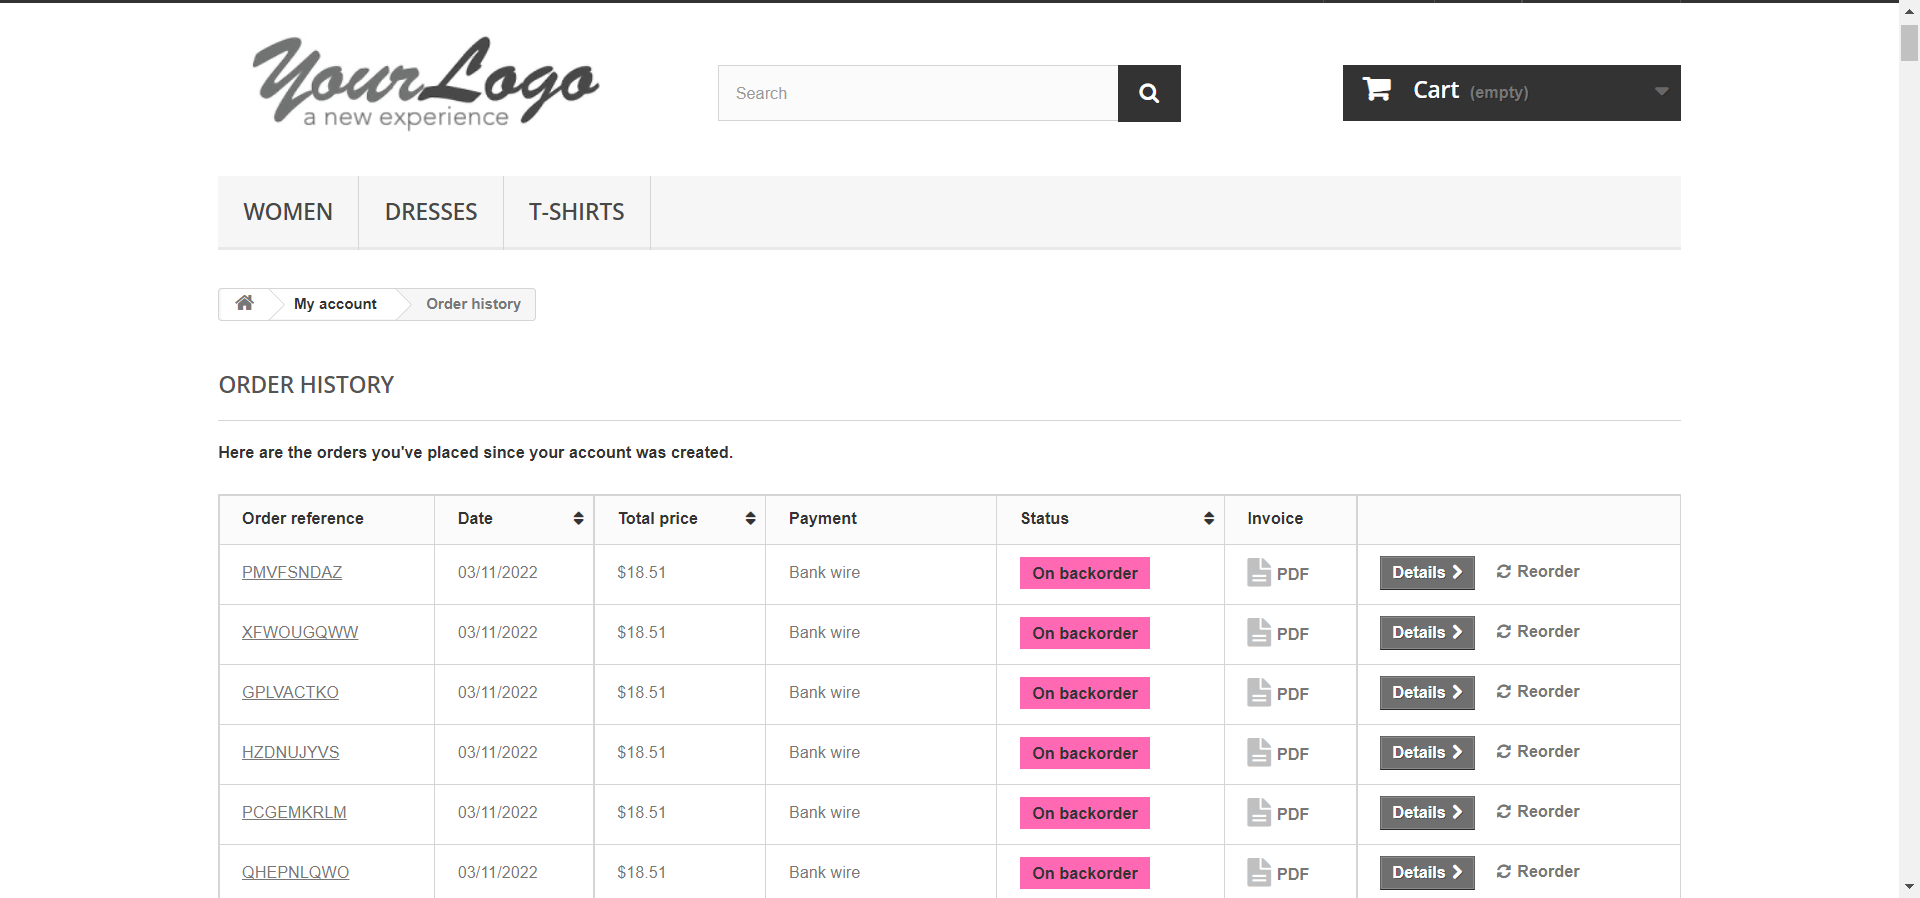 YourLogo
a new experience
Search
Cart (empty)
WOMEN DRESSES T-SHIRTS
My account Order history
ORDER HISTORY
Here are the orders you've placed since your account was created.
Order reference Date Total price Payment Status Invoice
PMVFSNDAZ 03/11/2022 $18.51 Bank wire On backorder PDF Details Reorder
XFWOUGQWW 03/11/2022 $18.51 Bank wire On backorder PDF Details Reorder
GPLVACTKO 03/11/2022 $18.51 Bank wire On backorder PDF Details Reorder
HZDNUJYVS 03/11/2022 $18.51 Bank wire On backorder PDF Details Reorder
PCGEMKRLM 03/11/2022 $18.51 Bank wire On backorder PDF Details Reorder
QHEPNLQWO 03/11/2022 $18.51 Bank wire On backorder PDF Details Reorder